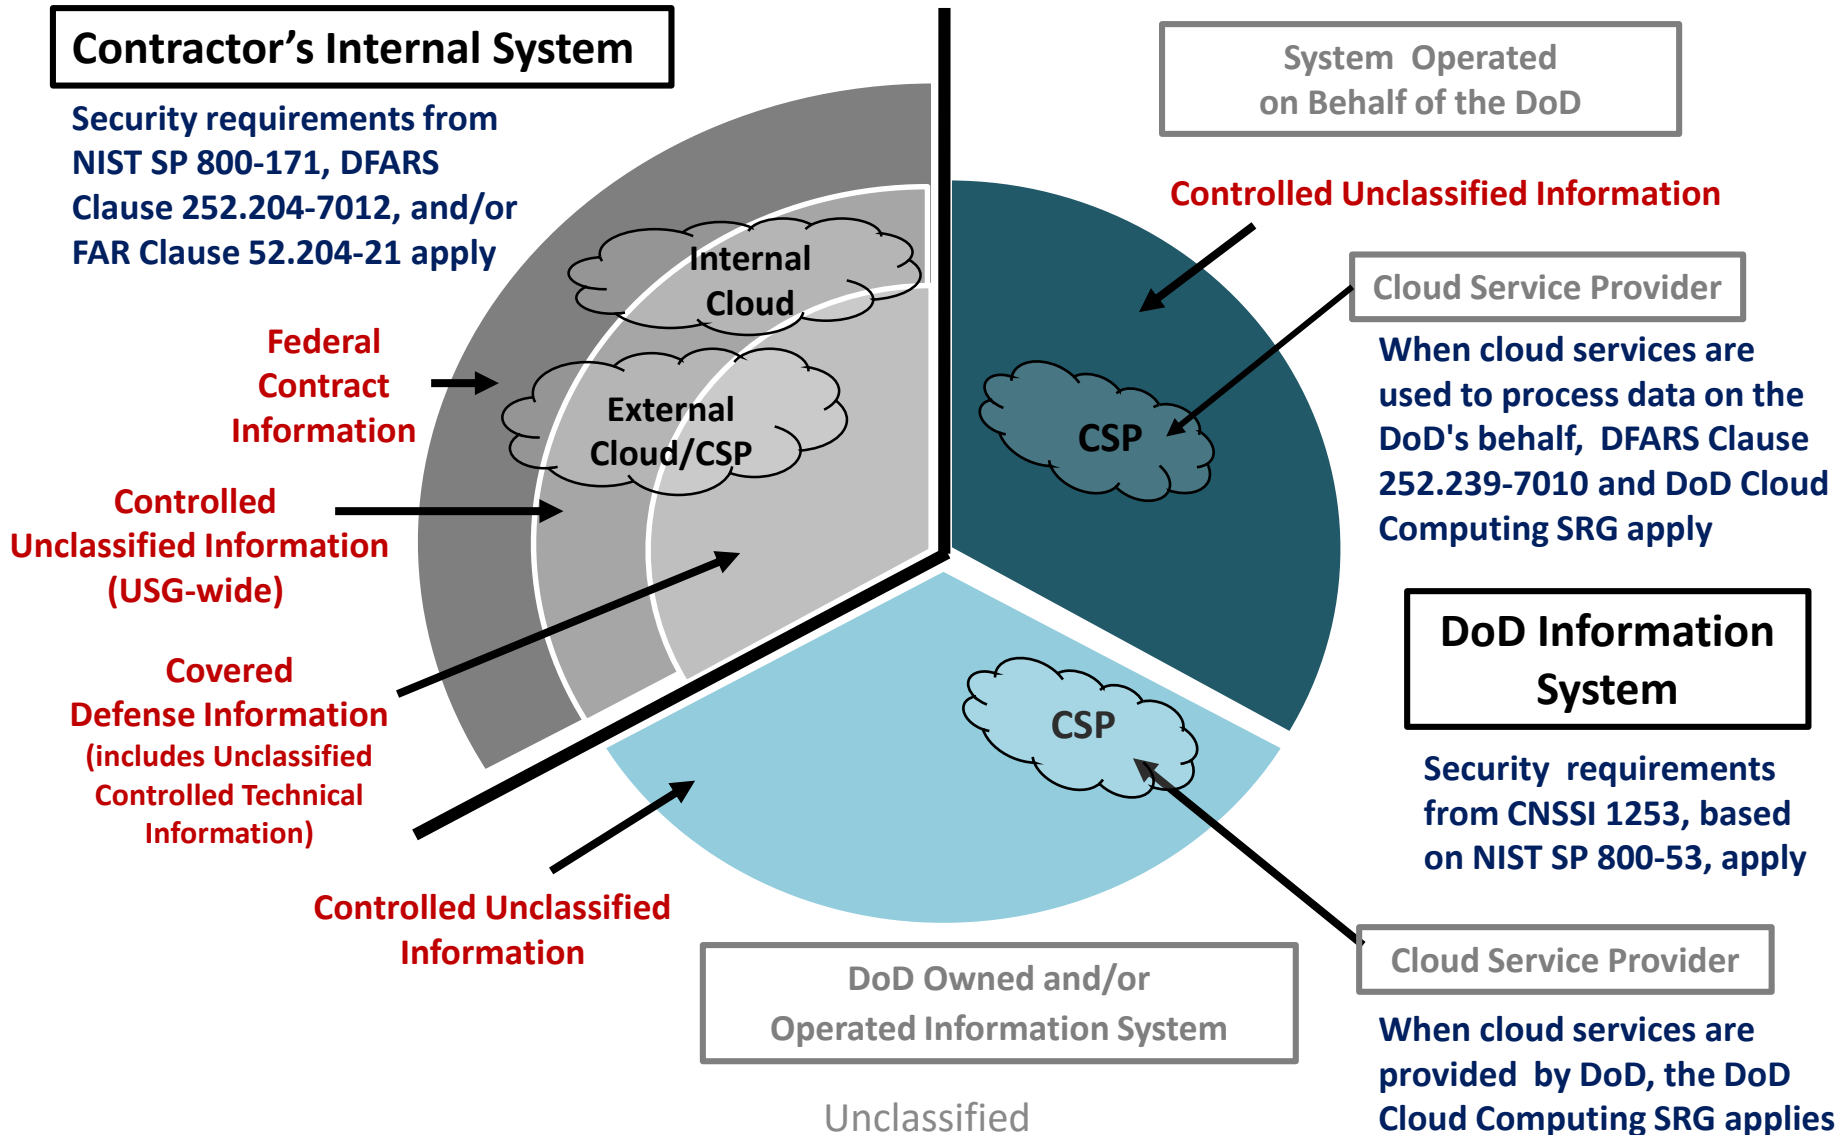 Contractor’s Internal System
Security requirements from
NIST SP 800-171, DFARS
Clause 252.204-7012, and/or
FAR Clause 52.204-21 apply
Internal
Cloud
External
Cloud/CSP
Federal
Contract
Information
Controlled
Unclassified Information
(USG-wide)
Covered
Defense Information
(includes Unclassified
Controlled Technical
Information)
System Operated
on Behalf of the DoD
Controlled Unclassified Information
Cloud Service Provider
When cloud services are
used to process data on the
DoD's behalf, DFARS Clause
252.239-7010 and DoD Cloud
Computing SRG apply
CSP
DoD Information
System
Security requirements
from CNSSI 1253, based
on NIST SP 800-53, apply
CSP
Controlled Unclassified
Information
DoD Owned and/or
Operated Information System
Cloud Service Provider
When cloud services are
provided by DoD, the DoD
Cloud Computing SRG applies
Unclassified